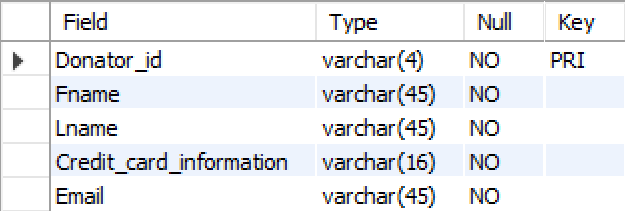 Field Type Null Key
Donator_id varchar(4) NO PRI
Fname varchar(45) NO
Lname varchar(45) NO
Credit_card_information varchar(16) NO
Email varchar(45) NO